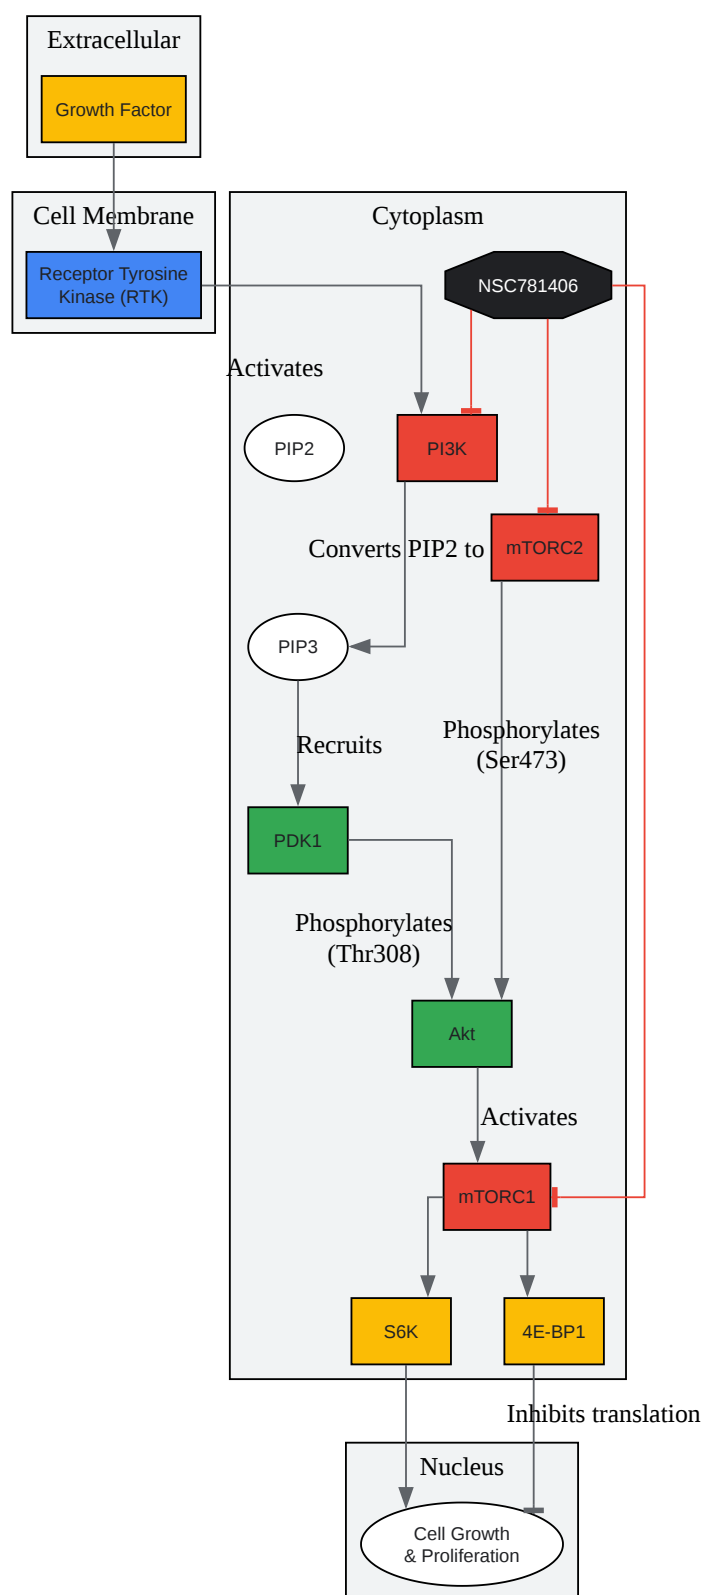 Extracellular
Growth Factor
Cell Membrane
Cytoplasm
Receptor Tyrosine
Kinase (RTK)
NSC781406
Activates
PIP2
PI3K
Converts PIP2 to
mTORC2
PIP3
Recruits
Phosphorylates
(Ser473)
PDK1
Phosphorylates
(Thr308)
Akt
Activates
mTORC1
S6K
4E-BP1
Inhibits translation
Nucleus
Cell Growth
& Proliferation